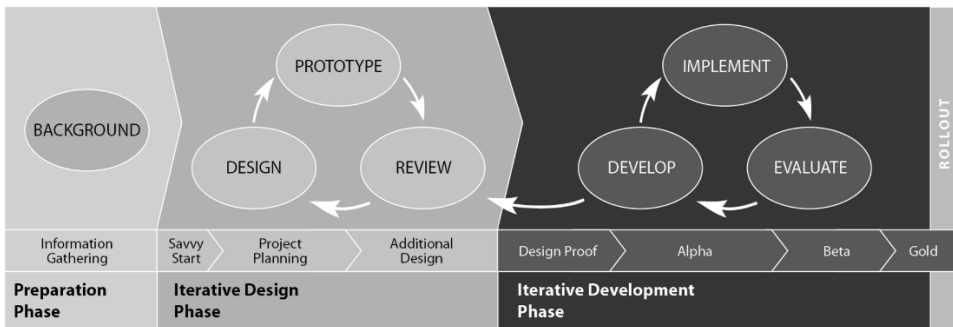 BACKGROUND
PROTOTYPE
DESIGN
REVIEW
IMPLEMENT
DEVELOP
EVALUATE
ROLLOUT
Information
Gathering
Savvy
Start
Project
Planning
Additional
Design
Design Proof
Alpha
Beta
Gold
Preparation
Phase
Iterative Design
Phase
Iterative Development
Phase